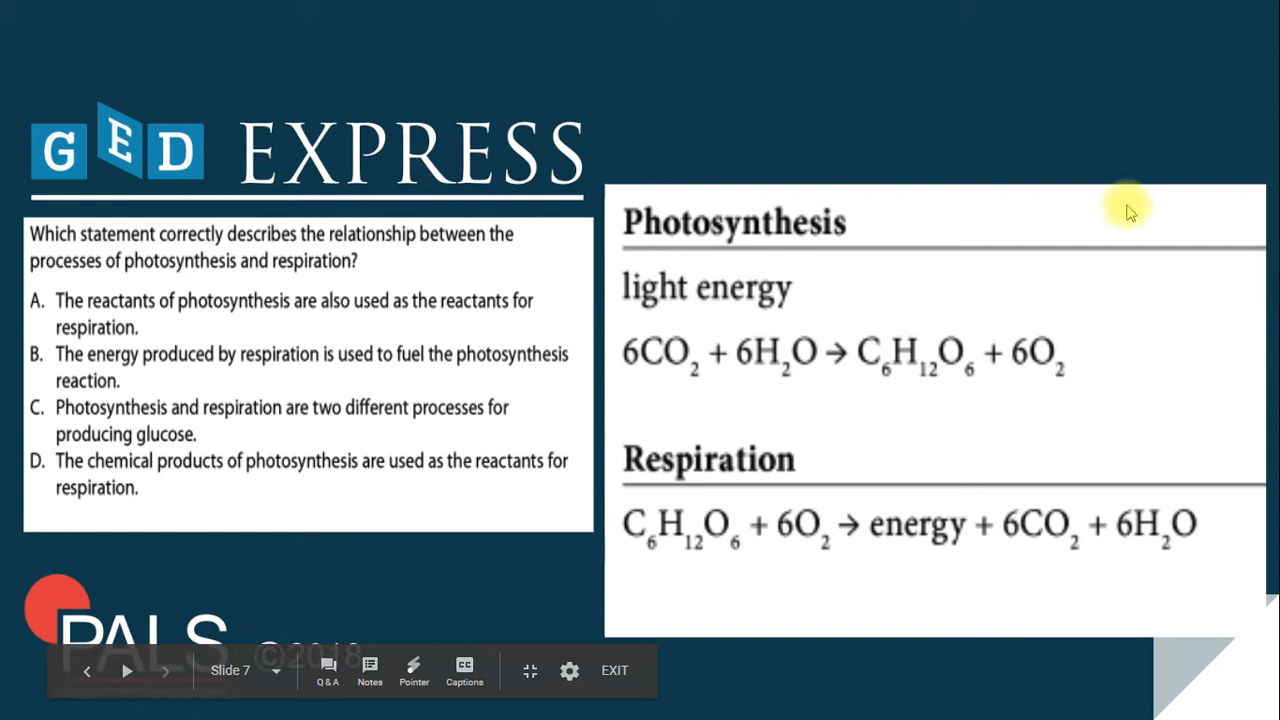 GED EXPRESS
Which statement correctly describes the relationship between the
processes of photosynthesis and respiration?
A. The reactants of photosynthesis are also used as the reactants for
respiration.
B. The energy produced by respiration is used to fuel the photosynthesis
reaction.
C. Photosynthesis and respiration are two different processes for
producing glucose.
D. The chemical products of photosynthesis are used as the reactants for
respiration.
Photosynthesis
light energy
6CO₂ + 6H₂O → C₆H₁₂O₆ + 6O₂
Respiration
C₆H₁₂O₆ + 6O₂ → energy + 6CO₂ + 6H₂O
PALS ©2018
Slide 7
Q & A
Notes
Pointer
CC
Captions
EXIT